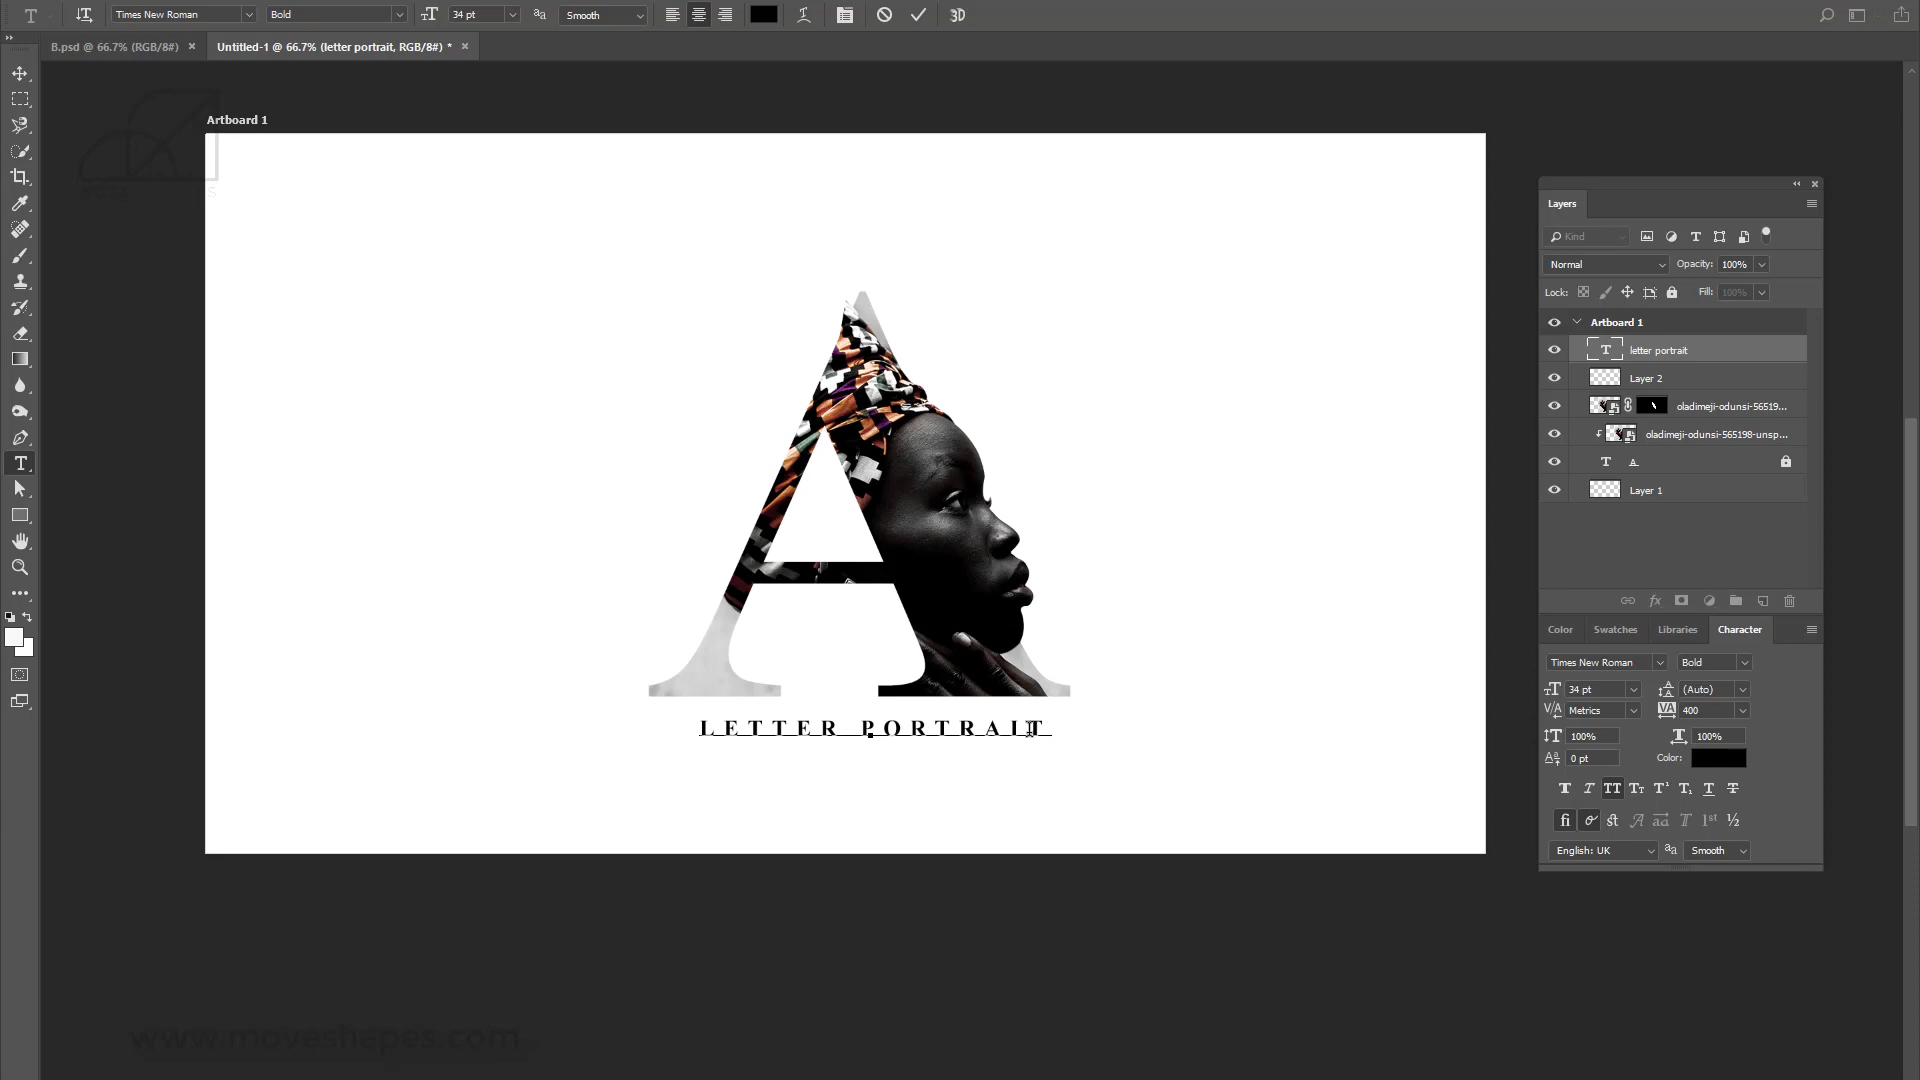 Times New Roman Bold 34 pt Smooth 3D
B.psd @ 66.7% (RGB/8#) × Untitled-1 @ 66.7% (letter portrait, RGB/8#) * ×
Artboard 1
LETTER PORTRAIT
Layers
Kind
Normal Opacity: 100%
Lock: Fill: 100%
Artboard 1
T letter portrait
Layer 2
oladimeji-odunsi-56519...
oladimeji-odunsi-565198-unsp...
T A
Layer 1
Color Swatches Libraries Character
Times New Roman Bold
34 pt (Auto)
Metrics 400
100% 100%
0 pt Color:
English: UK Smooth
www.moveshapes.com